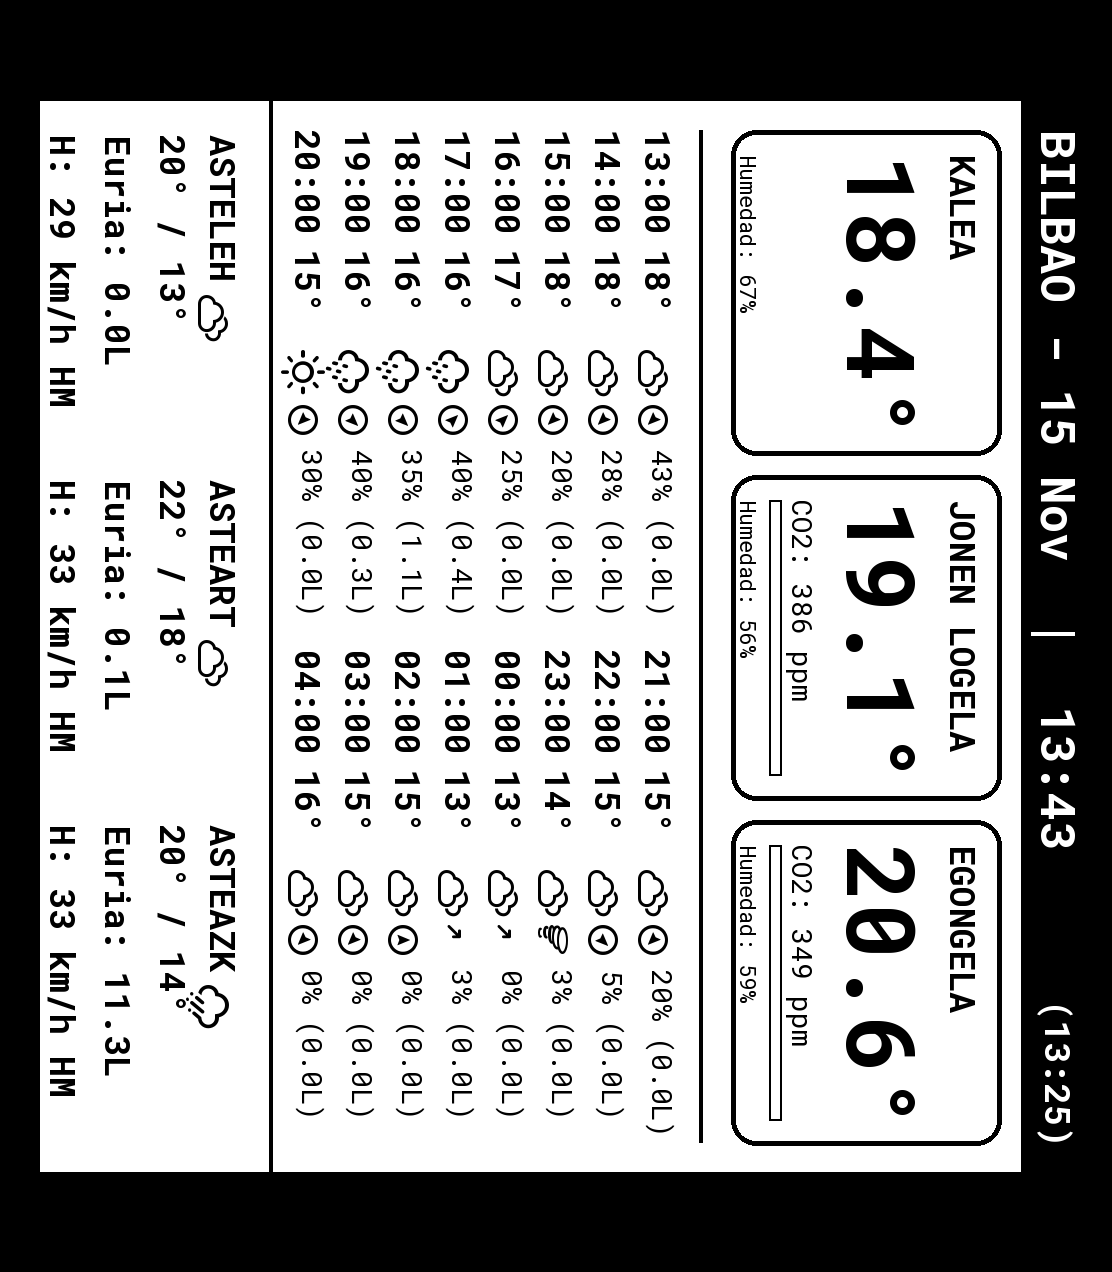 BILBAO - 15 Nov | 13:43 (13:25)
KALEA
18.4°
Humedad: 67%
JONEN LOGELA
19.1°
CO2: 386 ppm
Humedad: 56%
EGONGELA
20.6°
CO2: 349 ppm
Humedad: 59%
13:00 18° 43% (0.0L)
14:00 18° 28% (0.0L)
15:00 18° 20% (0.0L)
16:00 17° 25% (0.0L)
17:00 16° 40% (0.4L)
18:00 16° 35% (1.1L)
19:00 16° 40% (0.3L)
20:00 15° 30% (0.0L)
21:00 15° 20% (0.0L)
22:00 15° 5% (0.0L)
23:00 14° 3% (0.0L)
00:00 13° 0% (0.0L)
01:00 13° 3% (0.0L)
02:00 15° 0% (0.0L)
03:00 15° 0% (0.0L)
04:00 16° 0% (0.0L)
ASTELEH
20° / 13°
Euria: 0.0L
H: 29 km/h HM
ASTEART
22° / 18°
Euria: 0.1L
H: 33 km/h HM
ASTEAZK
20° / 14°
Euria: 11.3L
H: 33 km/h HM